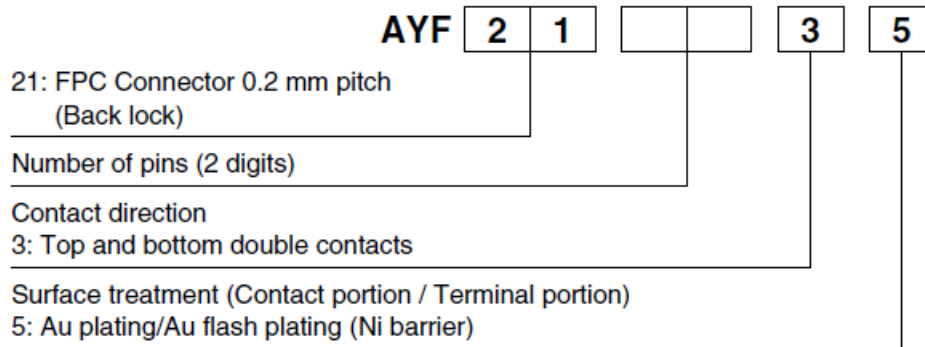 AYF 2 1 3 5
21: FPC Connector 0.2 mm pitch
(Back lock)
Number of pins (2 digits)
Contact direction
3: Top and bottom double contacts
Surface treatment (Contact portion / Terminal portion)
5: Au plating/Au flash plating (Ni barrier)